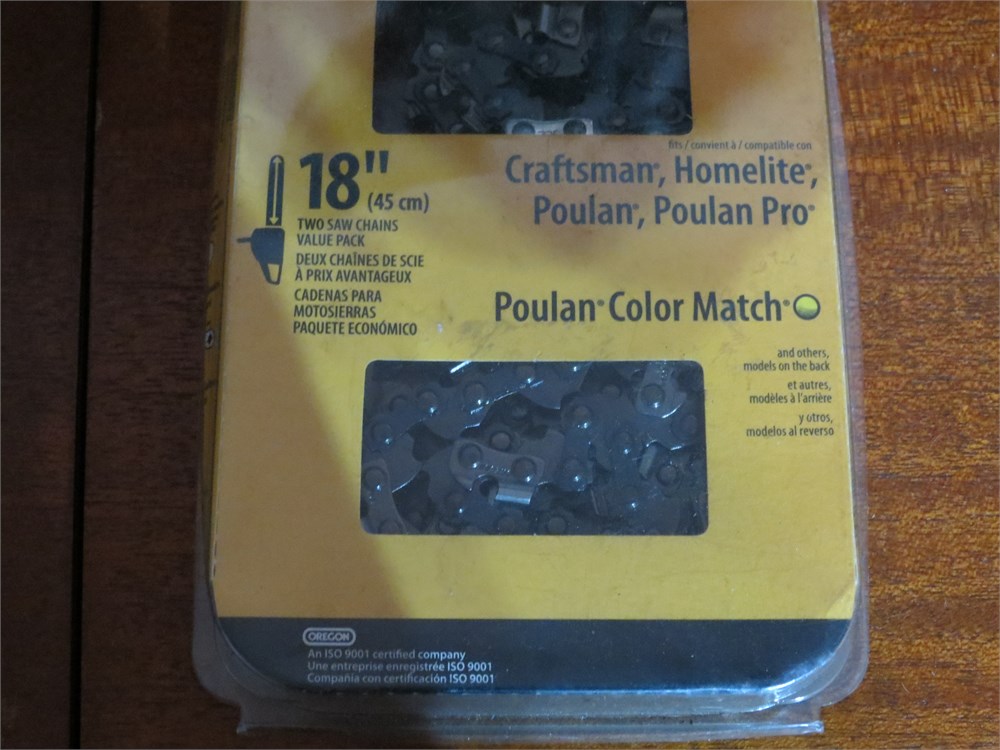 fits / convient à / compatible con
Craftsman®, Homelite®,
Poulan®, Poulan Pro®
18"
(45 cm)
TWO SAW CHAINS
VALUE PACK
DEUX CHAÎNES DE SCIE
À PRIX AVANTAGEUX
CADENAS PARA
MOTOSIERRAS
PAQUETE ECONÓMICO
Poulan® Color Match®
and others,
models on the back
et autres,
modèles à l'arrière
y otros,
modelos al reverso
OREGON
An ISO 9001 certified company
Une entreprise enregistrée ISO 9001
Compañia con certificación ISO 9001